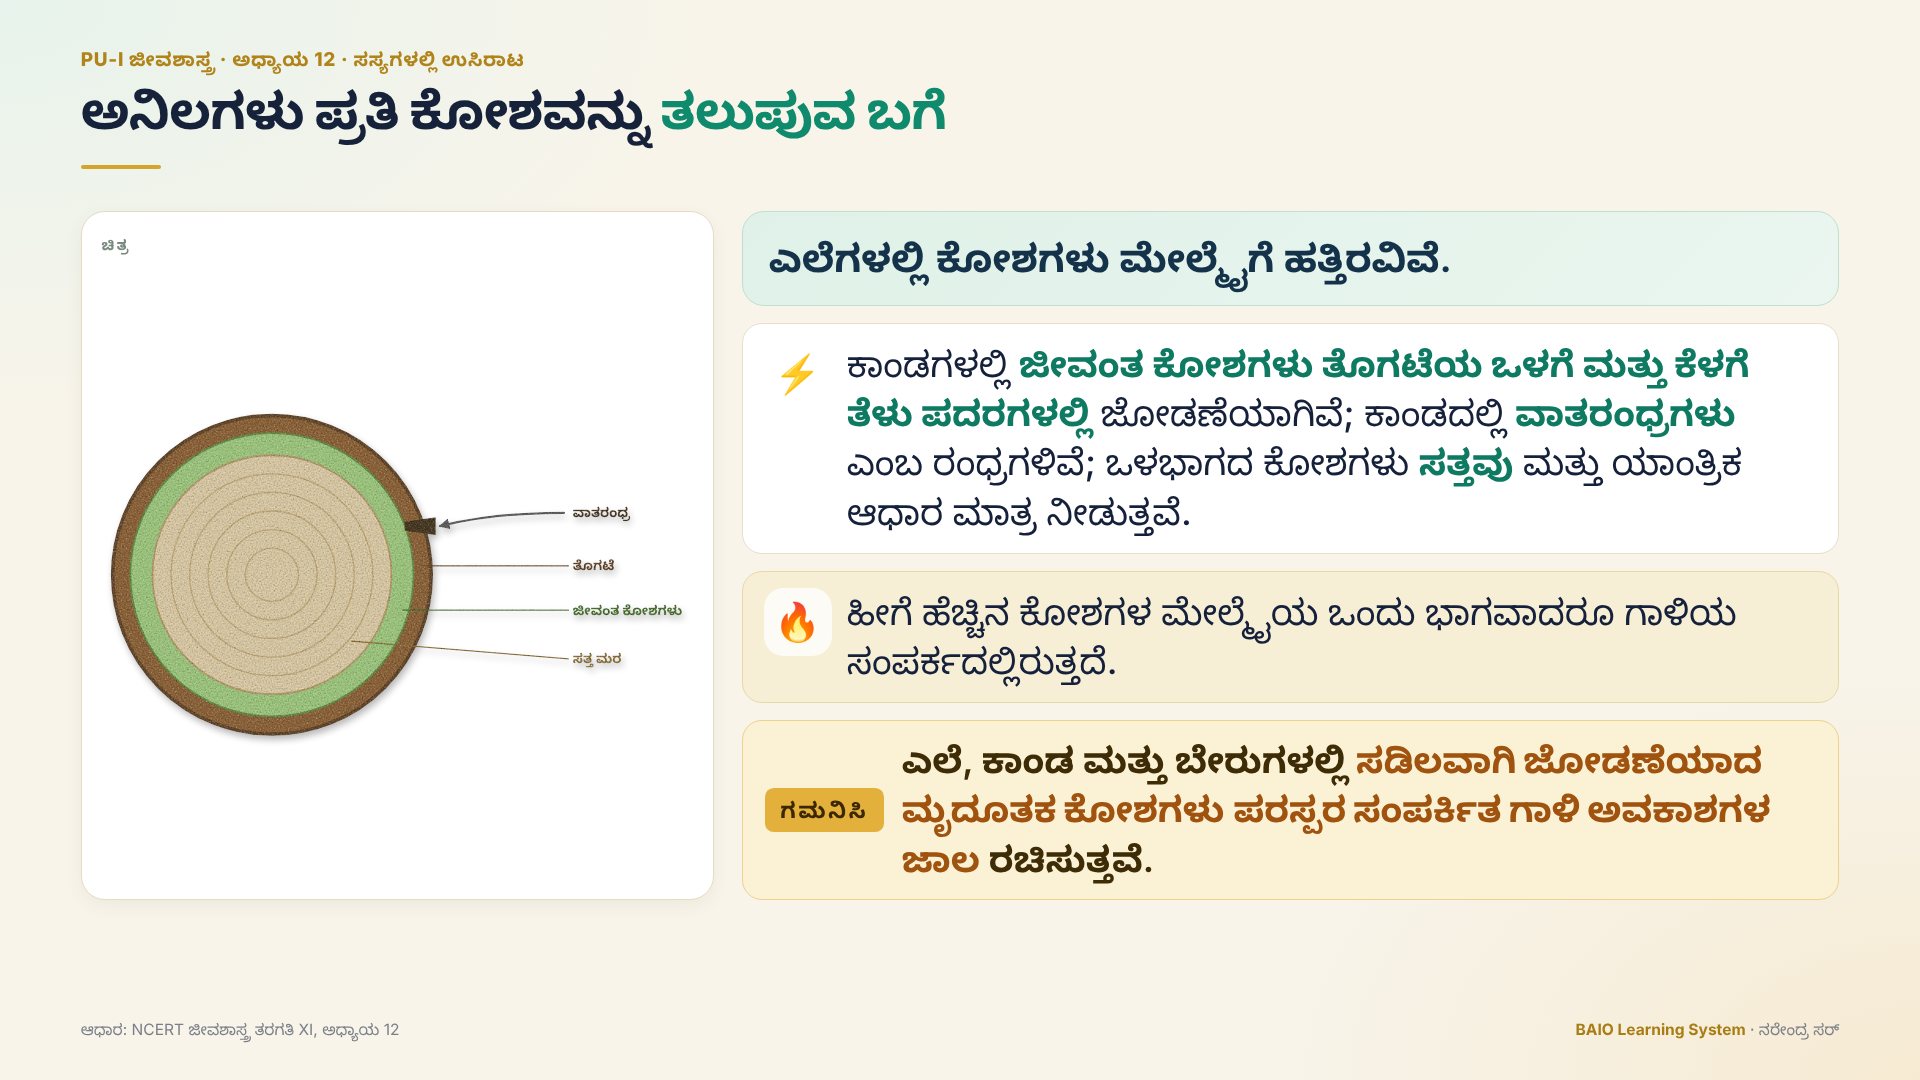 PU-I ಜೀವಶಾಸ್ತ್ರ · ಅಧ್ಯಾಯ 12 · ಸಸ್ಯಗಳಲ್ಲಿ ಉಸಿರಾಟ
ಅನಿಲಗಳು ಪ್ರತಿ ಕೋಶವನ್ನು ತಲುಪುವ ಬಗೆ
ಚಿತ್ರ
ವಾತರಂಧ್ರ
ತೊಗಟೆ
ಜೀವಂತ ಕೋಶಗಳು
ಸತ್ತ ಮರ
ಎಲೆಗಳಲ್ಲಿ ಕೋಶಗಳು ಮೇಲ್ಮೈಗೆ ಹತ್ತಿರವಿವೆ.
ಕಾಂಡಗಳಲ್ಲಿ ಜೀವಂತ ಕೋಶಗಳು ತೊಗಟೆಯ ಒಳಗೆ ಮತ್ತು ಕೆಳಗೆ
ತೆಳು ಪದರಗಳಲ್ಲಿ ಜೋಡಣೆಯಾಗಿವೆ; ಕಾಂಡದಲ್ಲಿ ವಾತರಂಧ್ರಗಳು
ಎಂಬ ರಂಧ್ರಗಳಿವೆ; ಒಳಭಾಗದ ಕೋಶಗಳು ಸತ್ತವು ಮತ್ತು ಯಾಂತ್ರಿಕ
ಆಧಾರ ಮಾತ್ರ ನೀಡುತ್ತವೆ.
ಹೀಗೆ ಹೆಚ್ಚಿನ ಕೋಶಗಳ ಮೇಲ್ಮೈಯ ಒಂದು ಭಾಗವಾದರೂ ಗಾಳಿಯ
ಸಂಪರ್ಕದಲ್ಲಿರುತ್ತದೆ.
ಗಮನಿಸಿ
ಎಲೆ, ಕಾಂಡ ಮತ್ತು ಬೇರುಗಳಲ್ಲಿ ಸಡಿಲವಾಗಿ ಜೋಡಣೆಯಾದ
ಮೃದೂತಕ ಕೋಶಗಳು ಪರಸ್ಪರ ಸಂಪರ್ಕಿತ ಗಾಳಿ ಅವಕಾಶಗಳ
ಜಾಲ ರಚಿಸುತ್ತವೆ.
ಆಧಾರ: NCERT ಜೀವಶಾಸ್ತ್ರ ತರಗತಿ XI, ಅಧ್ಯಾಯ 12
BAIO Learning System · ನರೇಂದ್ರ ಸರ್